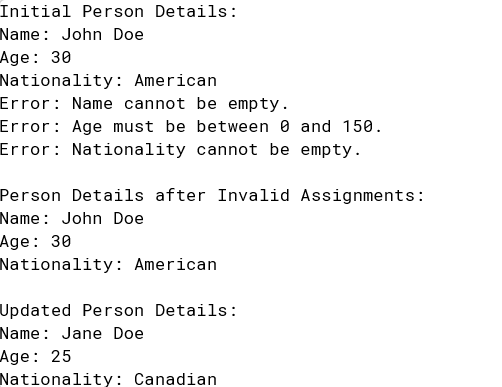 Initial Person Details:
Name: John Doe
Age: 30
Nationality: American
Error: Name cannot be empty.
Error: Age must be between 0 and 150.
Error: Nationality cannot be empty.

Person Details after Invalid Assignments:
Name: John Doe
Age: 30
Nationality: American

Updated Person Details:
Name: Jane Doe
Age: 25
Nationality: Canadian